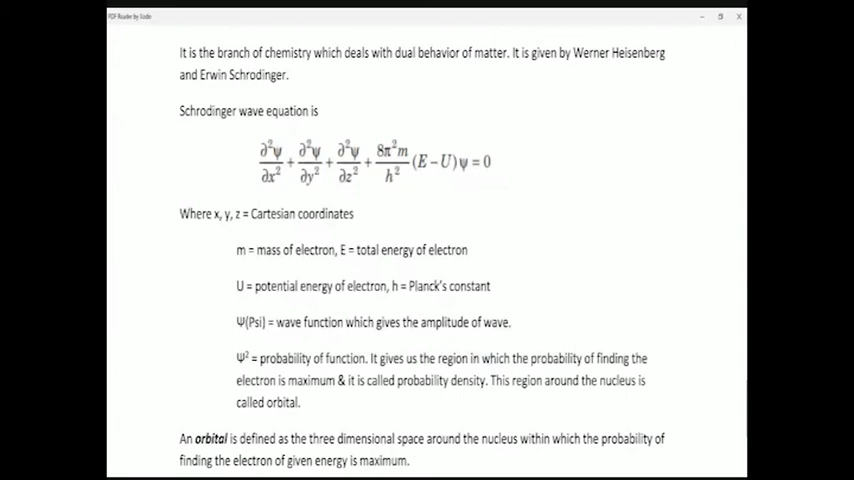 PDF Reader by Xodo
It is the branch of chemistry which deals with dual behavior of matter. It is given by Werner Heisenberg
and Erwin Schrodinger.
Schrodinger wave equation is
∂²ψ/∂x² + ∂²ψ/∂y² + ∂²ψ/∂z² + 8π²m/h² (E – U) ψ = 0
Where x, y, z = Cartesian coordinates
m = mass of electron, E = total energy of electron
U = potential energy of electron, h = Planck's constant
Ψ(Psi) = wave function which gives the amplitude of wave.
Ψ² = probability of function. It gives us the region in which the probability of finding the
electron is maximum & it is called probability density. This region around the nucleus is
called orbital.
An orbital is defined as the three dimensional space around the nucleus within which the probability of
finding the electron of given energy is maximum.